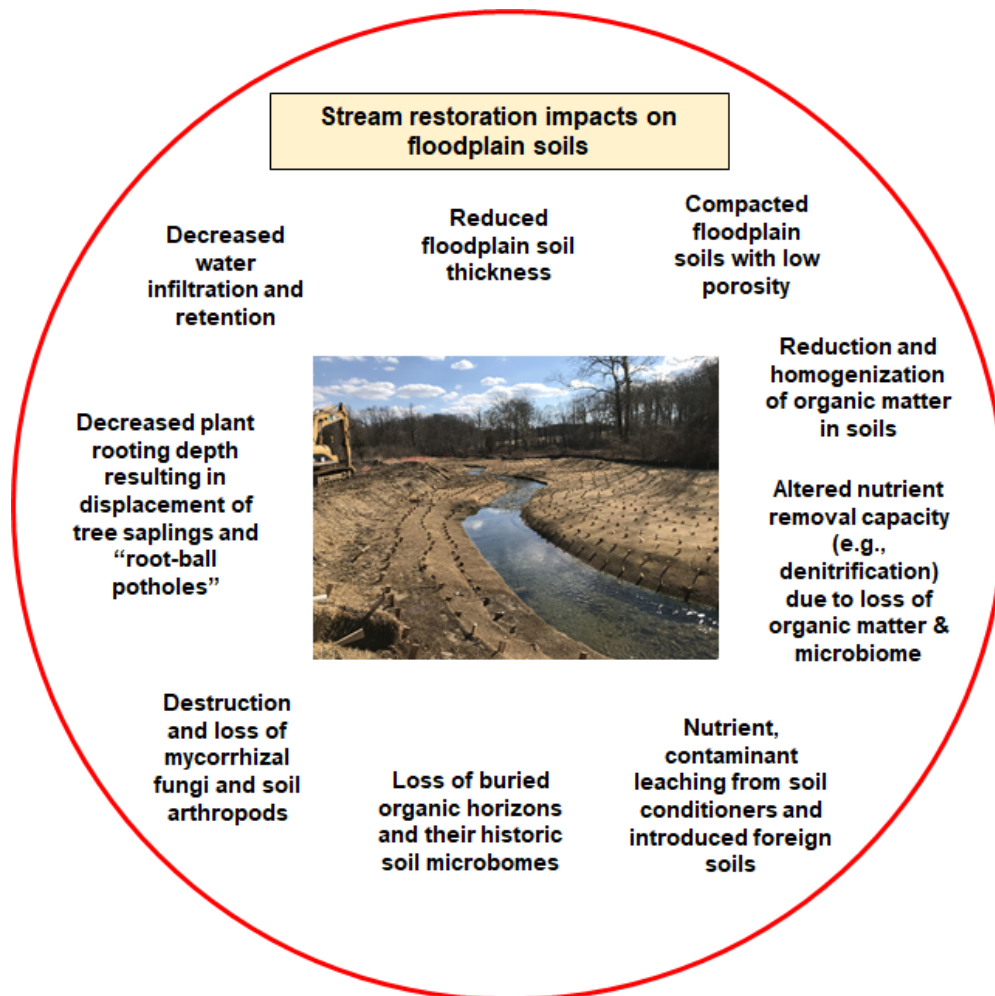 Stream restoration impacts on
floodplain soils
Decreased
water
infiltration and
retention
Reduced
floodplain soil
thickness
Compacted
floodplain
soils with low
porosity
Reduction and
homogenization
of organic matter
in soils
Altered nutrient
removal capacity
(e.g.,
denitrification)
due to loss of
organic matter &
microbiome
Nutrient,
contaminant
leaching from soil
conditioners and
introduced foreign
soils
Loss of buried
organic horizons
and their historic
soil microbomes
Destruction
and loss of
mycorrhizal
fungi and soil
arthropods
Decreased plant
rooting depth
resulting in
displacement of
tree saplings and
“root-ball
potholes”